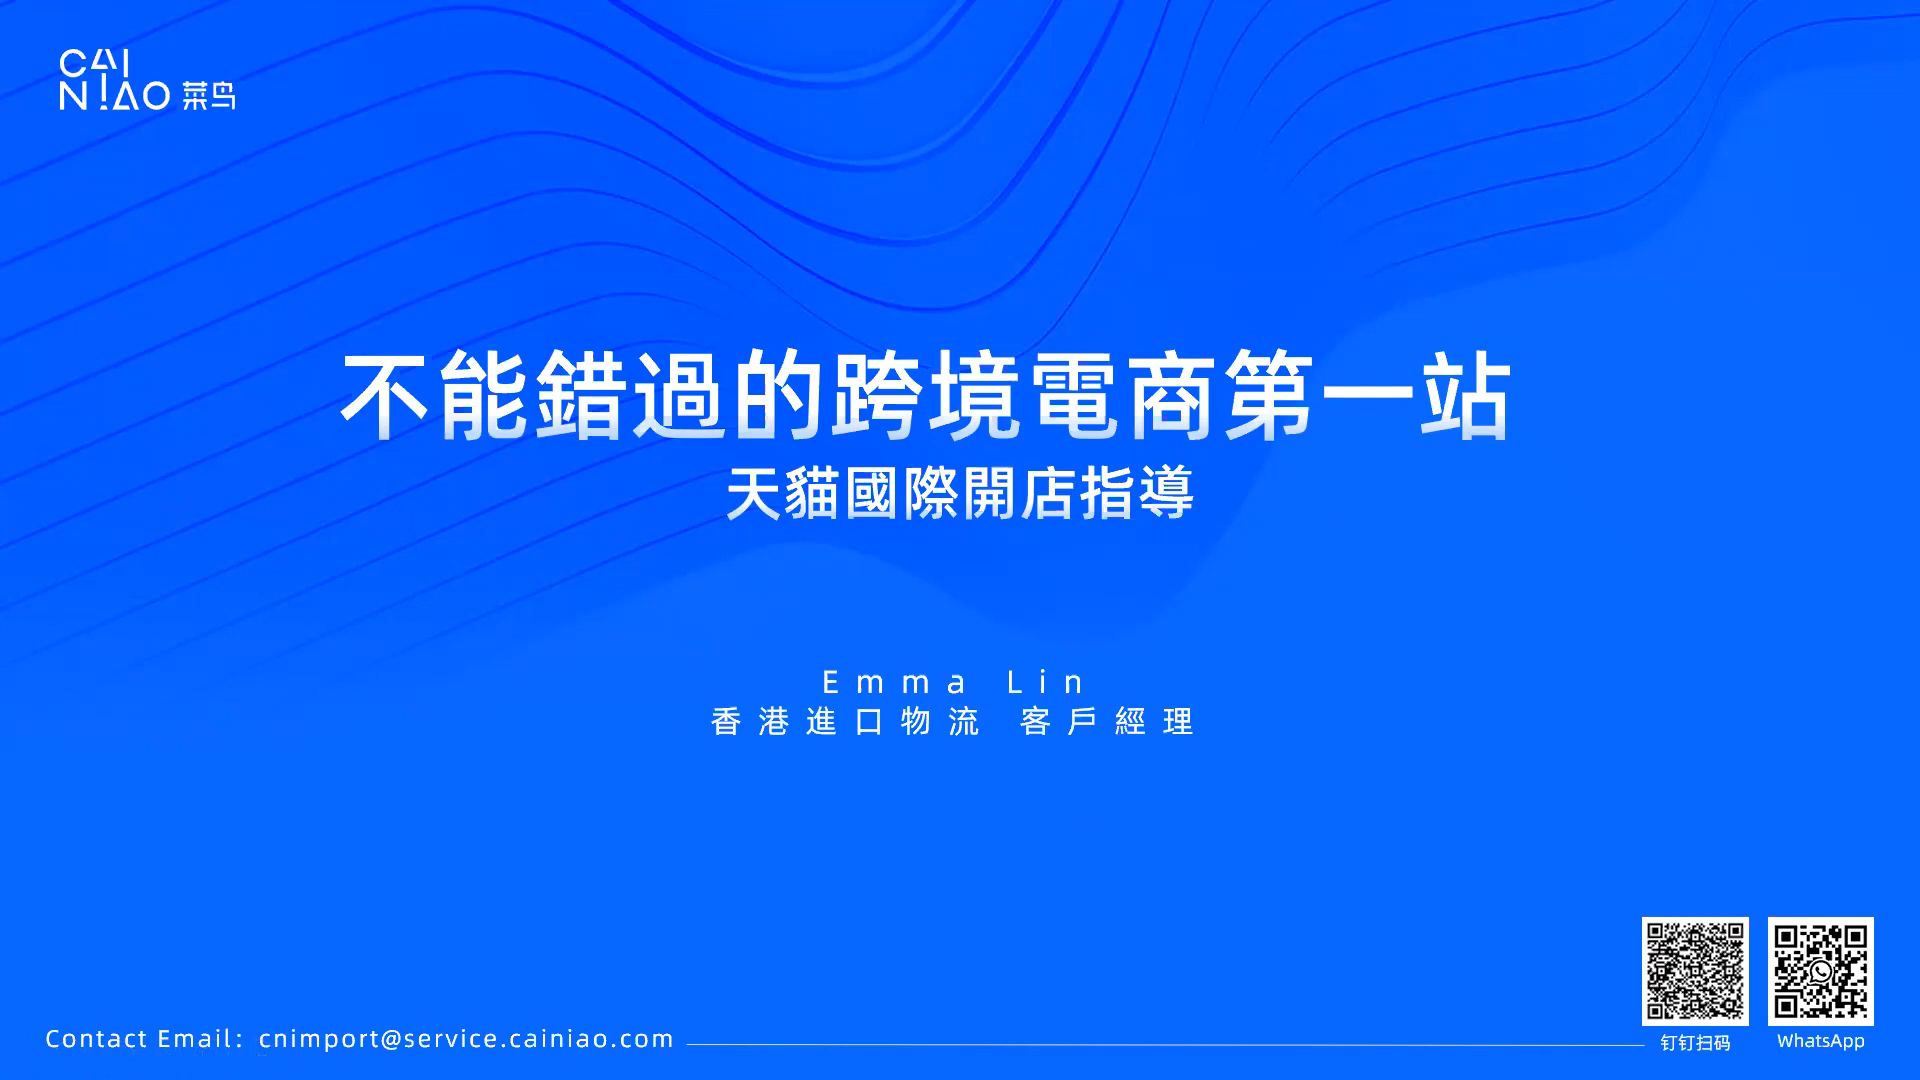 CAI
NIAO 菜鸟
不能錯過的跨境電商第一站
天貓國際開店指導
Emma Lin
香港進口物流 客戶經理
Contact Email: cnimport@service.cainiao.com
钉钉扫码
WhatsApp